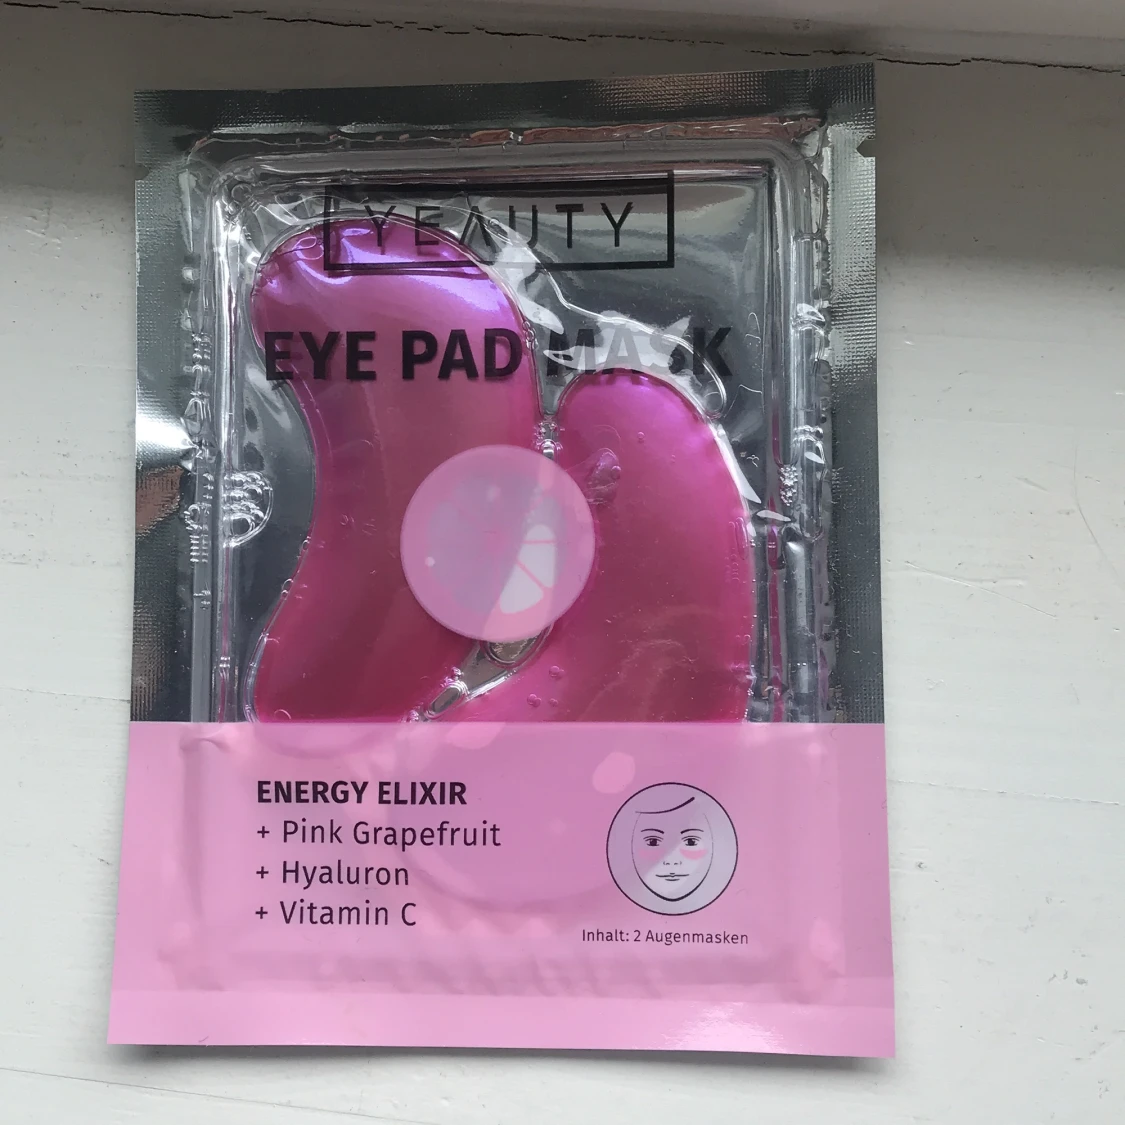 YEAUTY
EYE PAD MASK
ENERGY ELIXIR
+ Pink Grapefruit
+ Hyaluron
+ Vitamin C
Inhalt: 2 Augenmasken